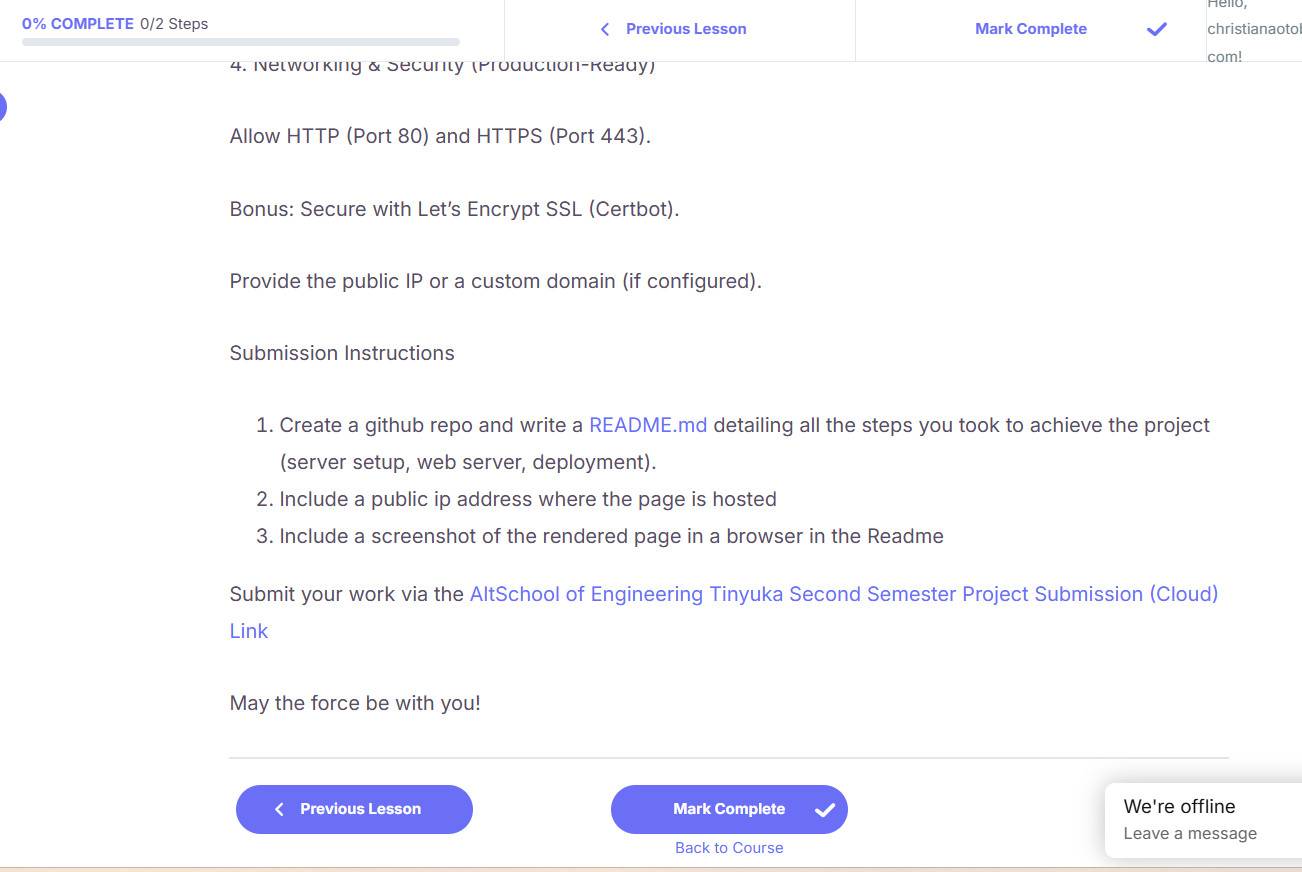 0% COMPLETE 0/2 Steps
Previous Lesson
Mark Complete
Hello,
christianaotob
com!
4. Networking & Security (Production-Ready)
Allow HTTP (Port 80) and HTTPS (Port 443).
Bonus: Secure with Let’s Encrypt SSL (Certbot).
Provide the public IP or a custom domain (if configured).
Submission Instructions
1. Create a github repo and write a README.md detailing all the steps you took to achieve the project
(server setup, web server, deployment).
2. Include a public ip address where the page is hosted
3. Include a screenshot of the rendered page in a browser in the Readme
Submit your work via the AltSchool of Engineering Tinyuka Second Semester Project Submission (Cloud)
Link
May the force be with you!
Previous Lesson
Mark Complete
Back to Course
We're offline
Leave a message